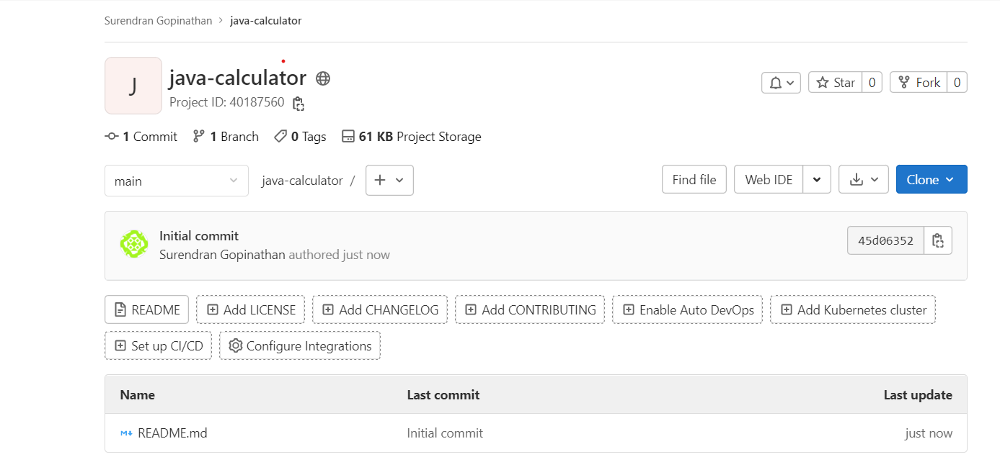 Surendran Gopinathan > java-calculator
J
java-calculator
Project ID: 40187560
1 Commit 1 Branch 0 Tags 61 KB Project Storage
Star 0 Fork 0
main java-calculator / +
Find file Web IDE Clone
Initial commit
Surendran Gopinathan authored just now
45d06352
README Add LICENSE Add CHANGELOG Add CONTRIBUTING Enable Auto DevOps Add Kubernetes cluster
Set up CI/CD Configure Integrations
Name Last commit Last update
README.md Initial commit just now